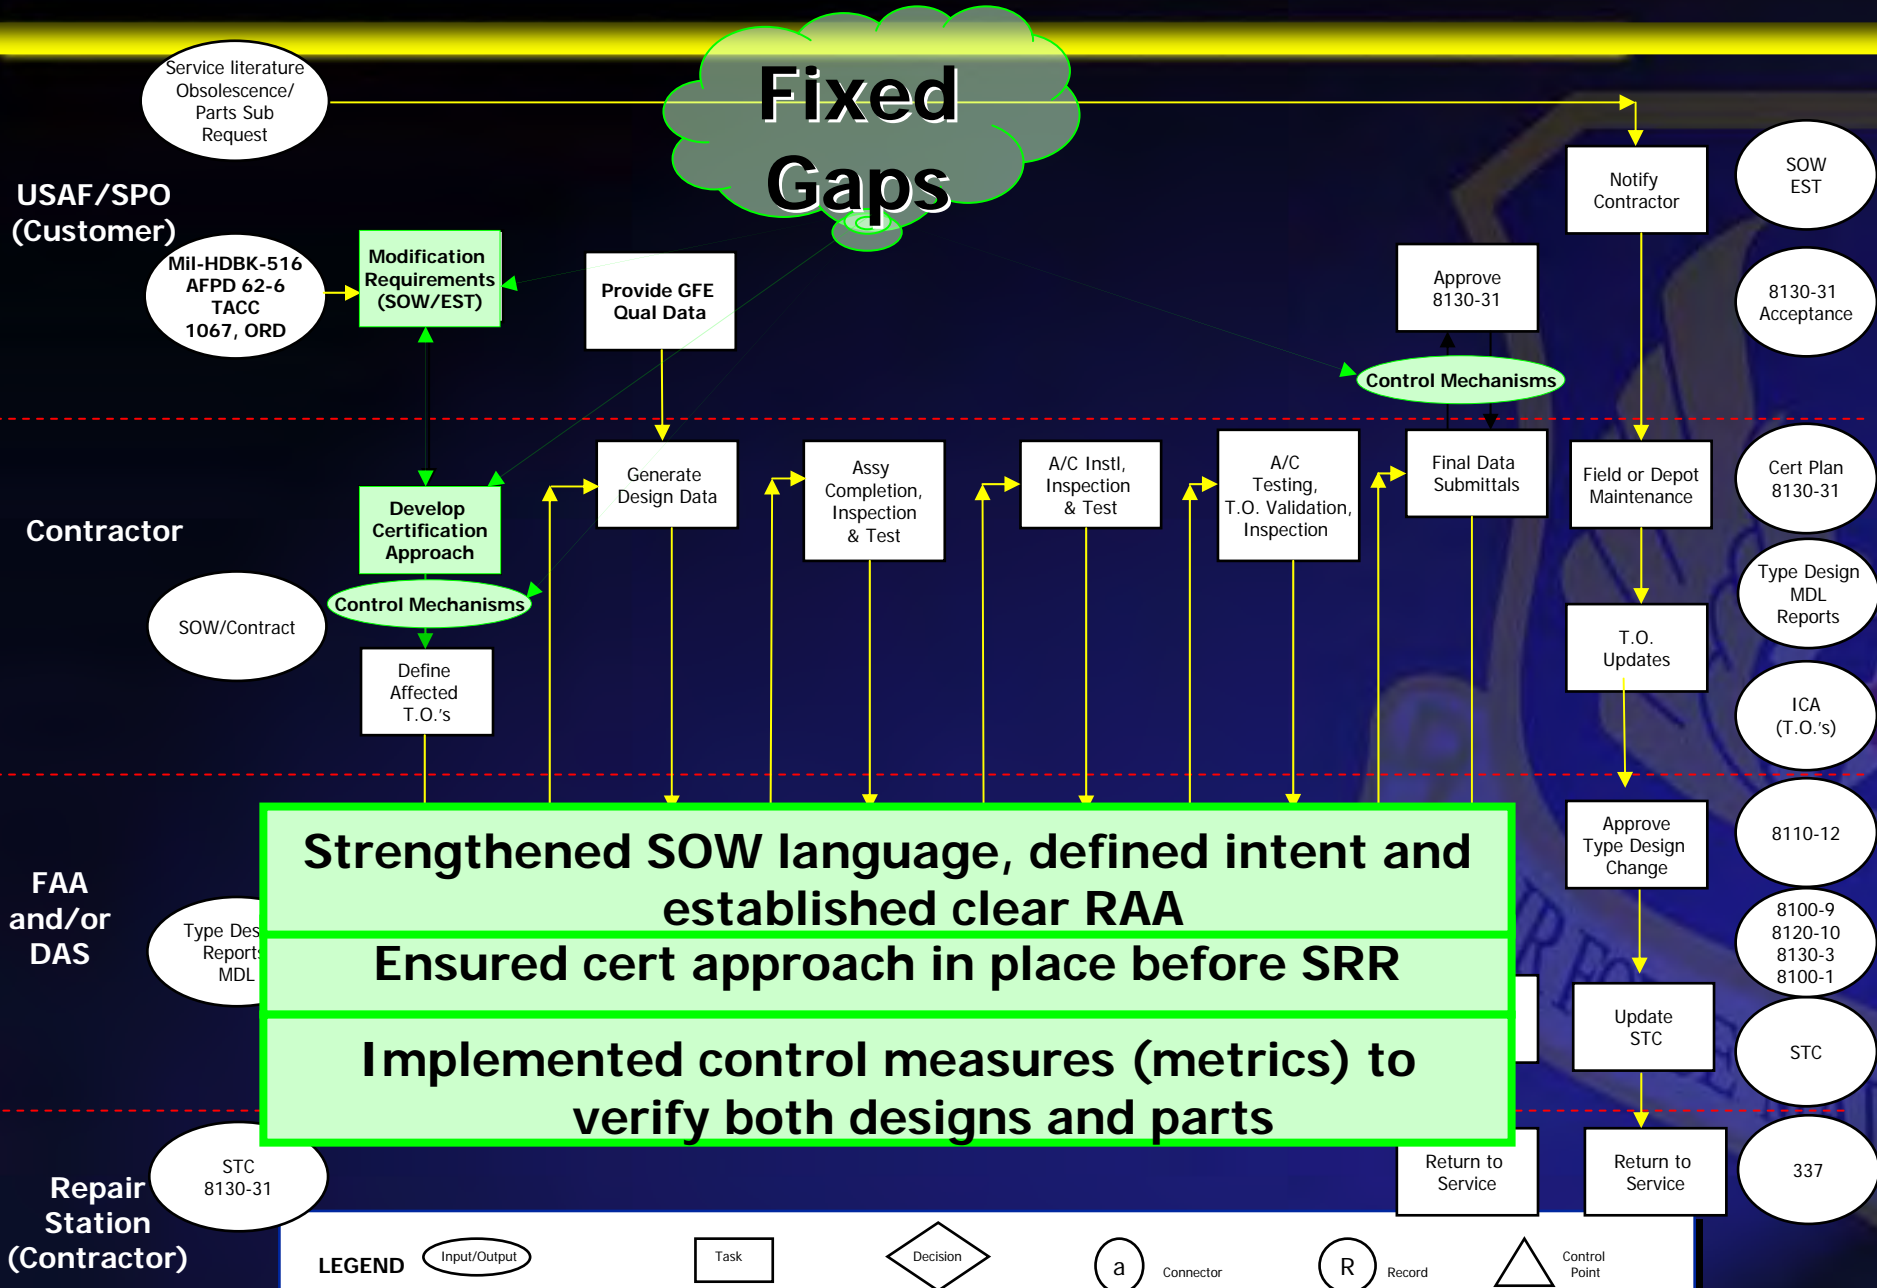 Fixed
Gaps
Service literature
Obsolescence/
Parts Sub
Request
USAF/SPO
(Customer)
Mil-HDBK-516
AFPD 62-6
TACC
1067, ORD
Modification
Requirements
(SOW/EST)
Provide GFE
Qual Data
Approve
8130-31
Control Mechanisms
Notify
Contractor
SOW
EST
8130-31
Acceptance
Contractor
Develop
Certification
Approach
Control Mechanisms
SOW/Contract
Define
Affected
T.O.'s
Generate
Design Data
Assy
Completion,
Inspection
& Test
A/C Instl,
Inspection
& Test
A/C
Testing,
T.O. Validation,
Inspection
Final Data
Submittals
Field or Depot
Maintenance
T.O.
Updates
Cert Plan
8130-31
Type Design
MDL
Reports
ICA
(T.O.'s)
FAA
and/or
DAS
Type Des
Reports
MDL
Strengthened SOW language, defined intent and
established clear RAA
Ensured cert approach in place before SRR
Implemented control measures (metrics) to
verify both designs and parts
Approve
Type Design
Change
Update
STC
8110-12
8100-9
8120-10
8130-3
8100-1
STC
Repair
Station
(Contractor)
STC
8130-31
Return to
Service
Return to
Service
337
LEGEND
Input/Output
Task
Decision
a
Connector
R
Record
Control
Point